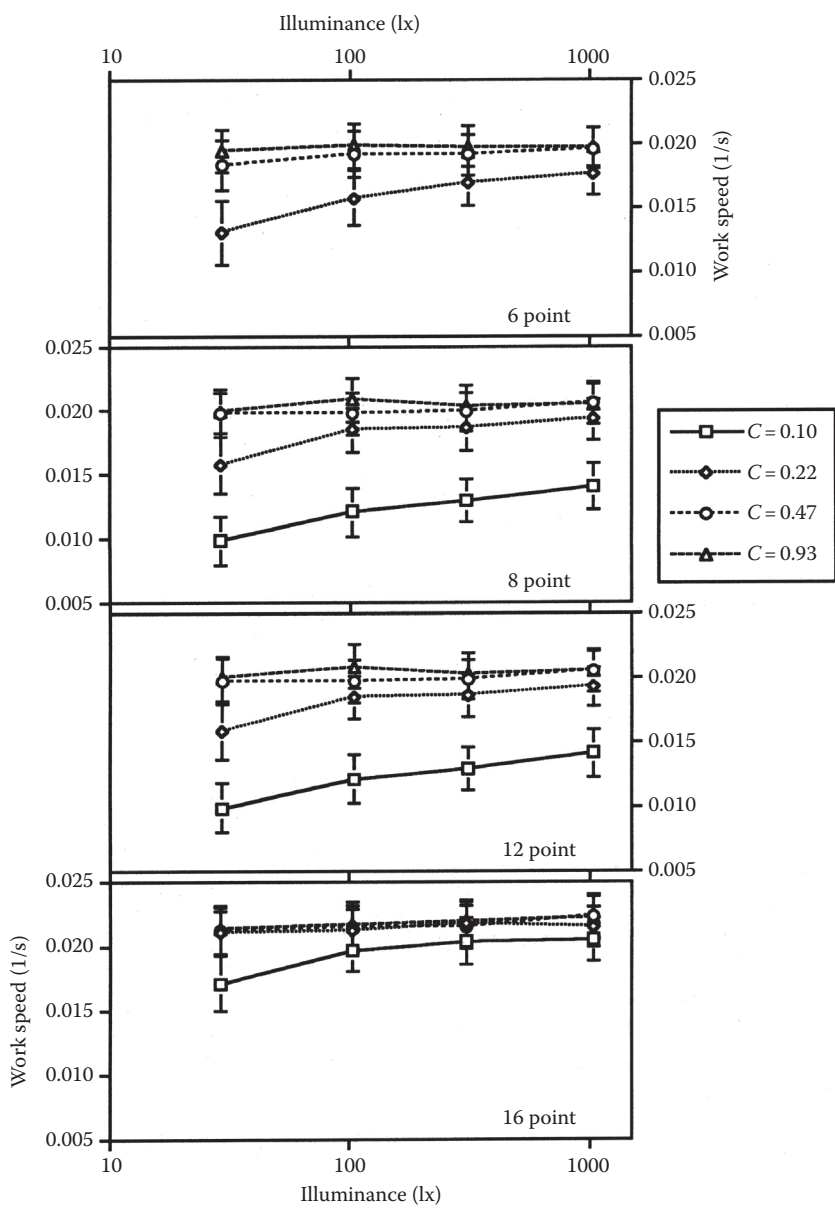 Illuminance (lx)
10 100 1000
0.025
0.020
0.015
0.010
0.005
Work speed (1/s)
6 point
0.025
0.020
0.015
0.010
0.005
8 point
C = 0.10
C = 0.22
C = 0.47
C = 0.93
0.025
0.020
0.015
0.010
0.005
12 point
0.025
0.020
0.015
0.010
0.005
Work speed (1/s)
16 point
10 100 1000
Illuminance (lx)